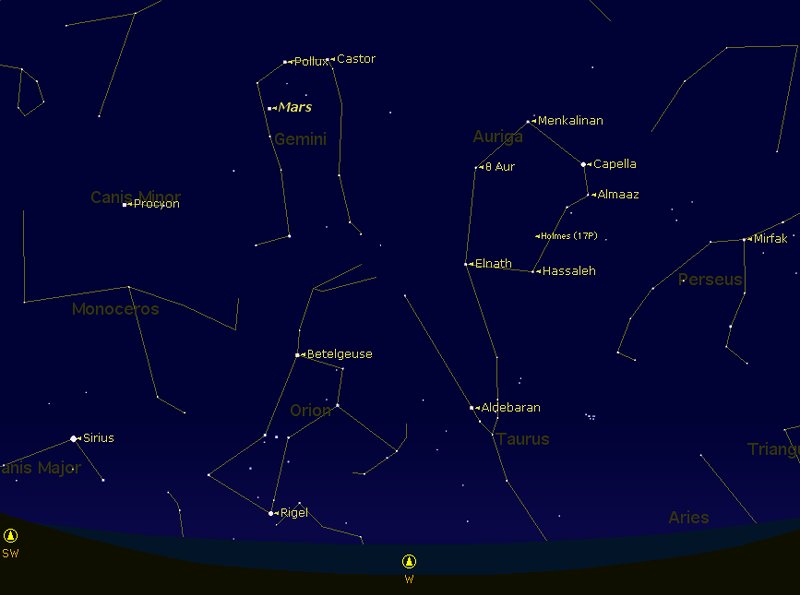 Pollux
Castor
Mars
Menkalinan
Auriga
Gemini
Capella
θ Aur
Almaaz
Canis Minor
Procyon
Holmes (17P)
Mirfak
Elnath
Hassaleh
Perseus
Monoceros
Betelgeuse
Orion
Aldebaran
Sirius
Taurus
Triangu
anis Major
Rigel
Aries
SW
W